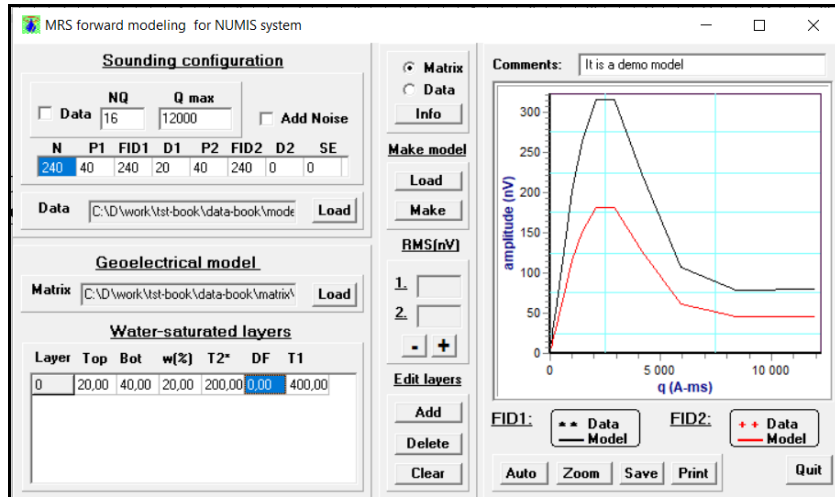 MRS forward modeling for NUMIS system
Sounding configuration
NQ Q max
Data 16 12000 Add Noise
N P1 FID1 D1 P2 FID2 D2 SE
240 40 240 20 40 240 0 0
Data C:\D\work\tst-book\data-book\mode Load
Geoelectrical model
Matrix C:\D\work\tst-book\data-book\matrix\ Load
Water-saturated layers
Layer Top Bot w(%) T2* DF T1
0 20,00 40,00 20,00 200,00 0,00 400,00
Matrix
Data
Info
Make model
Load
Make
RMS(nV)
1.
2.
- +
Edit layers
Add
Delete
Clear
Comments: It is a demo model
amplitude (nV)
300
250
200
150
100
50
0
0 5 000 10 000
q (A-ms)
FID1: ** Data
Model
FID2: ++ Data
Model
Auto Zoom Save Print Quit